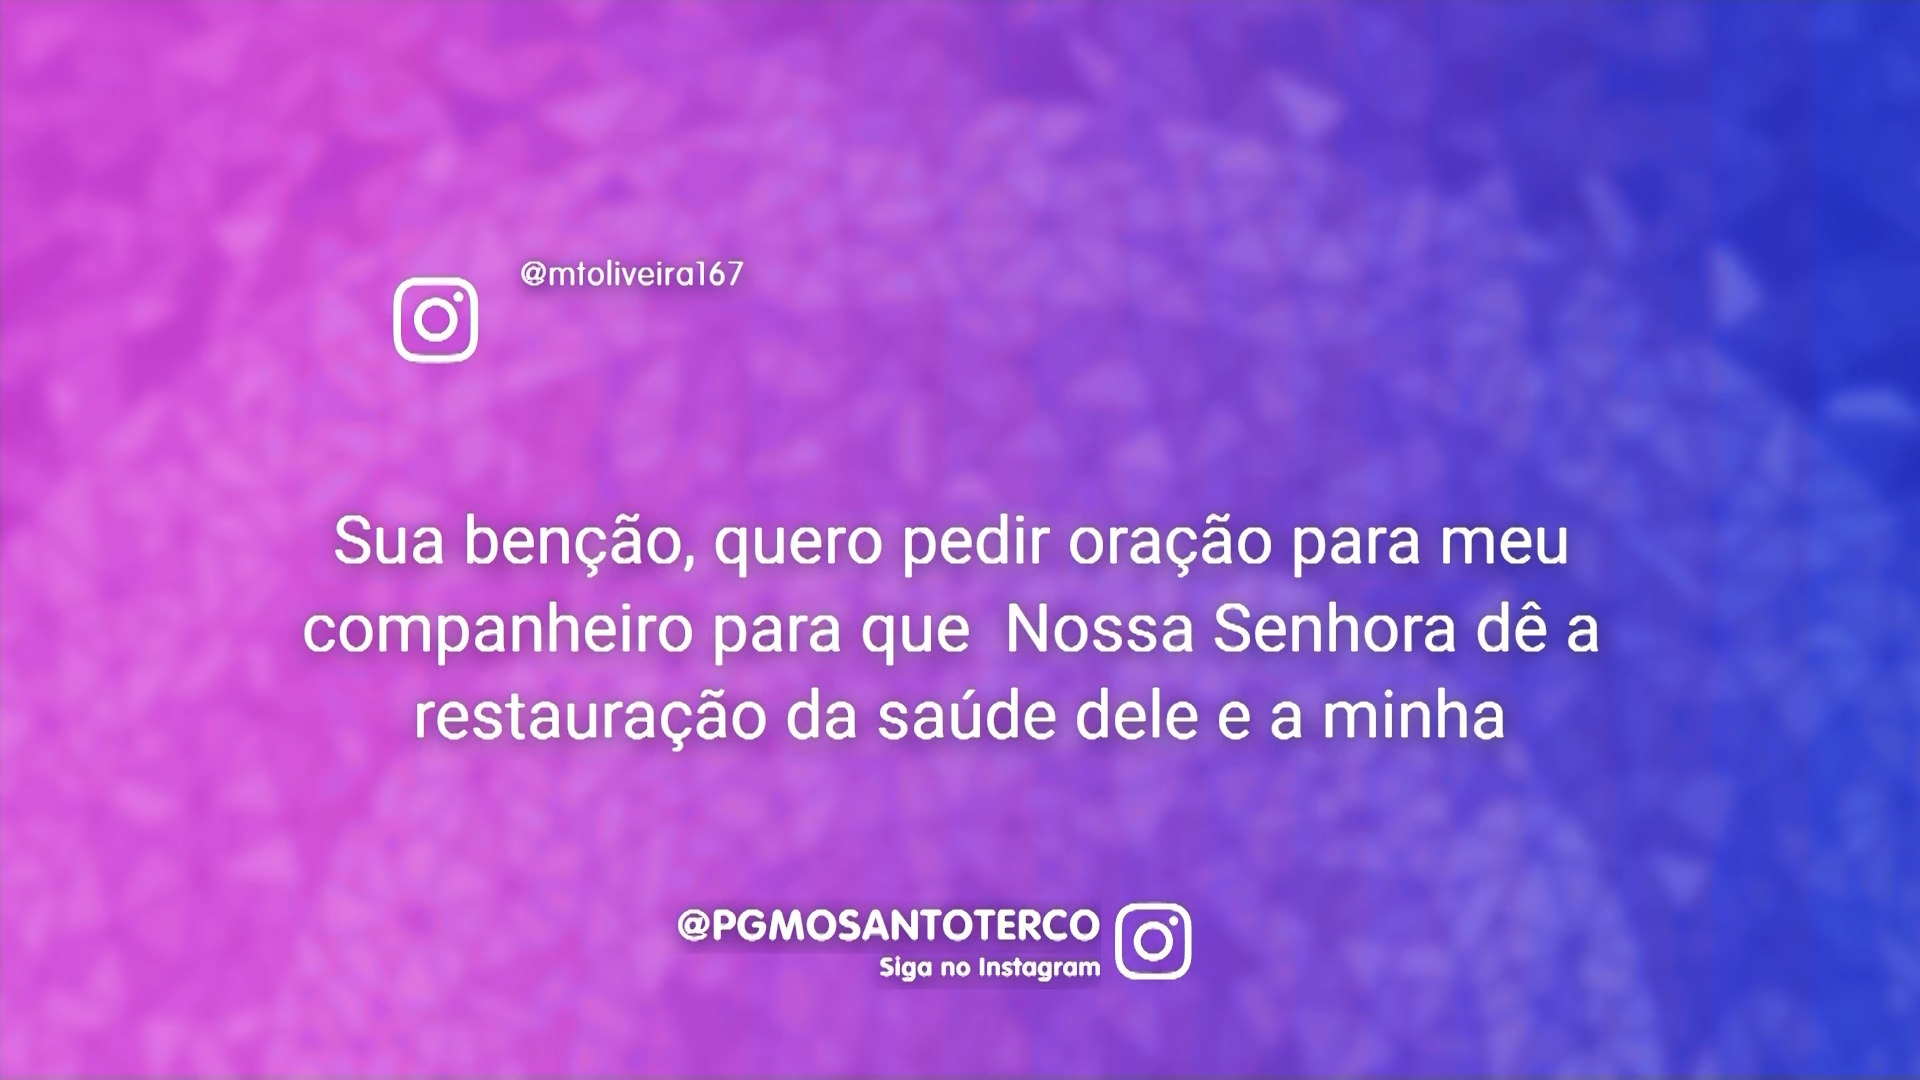 @mtoliveira167
Sua benção, quero pedir oração para meu
companheiro para que  Nossa Senhora dê a
restauração da saúde dele e a minha
@PGMOSANTOTERCO
Siga no Instagram